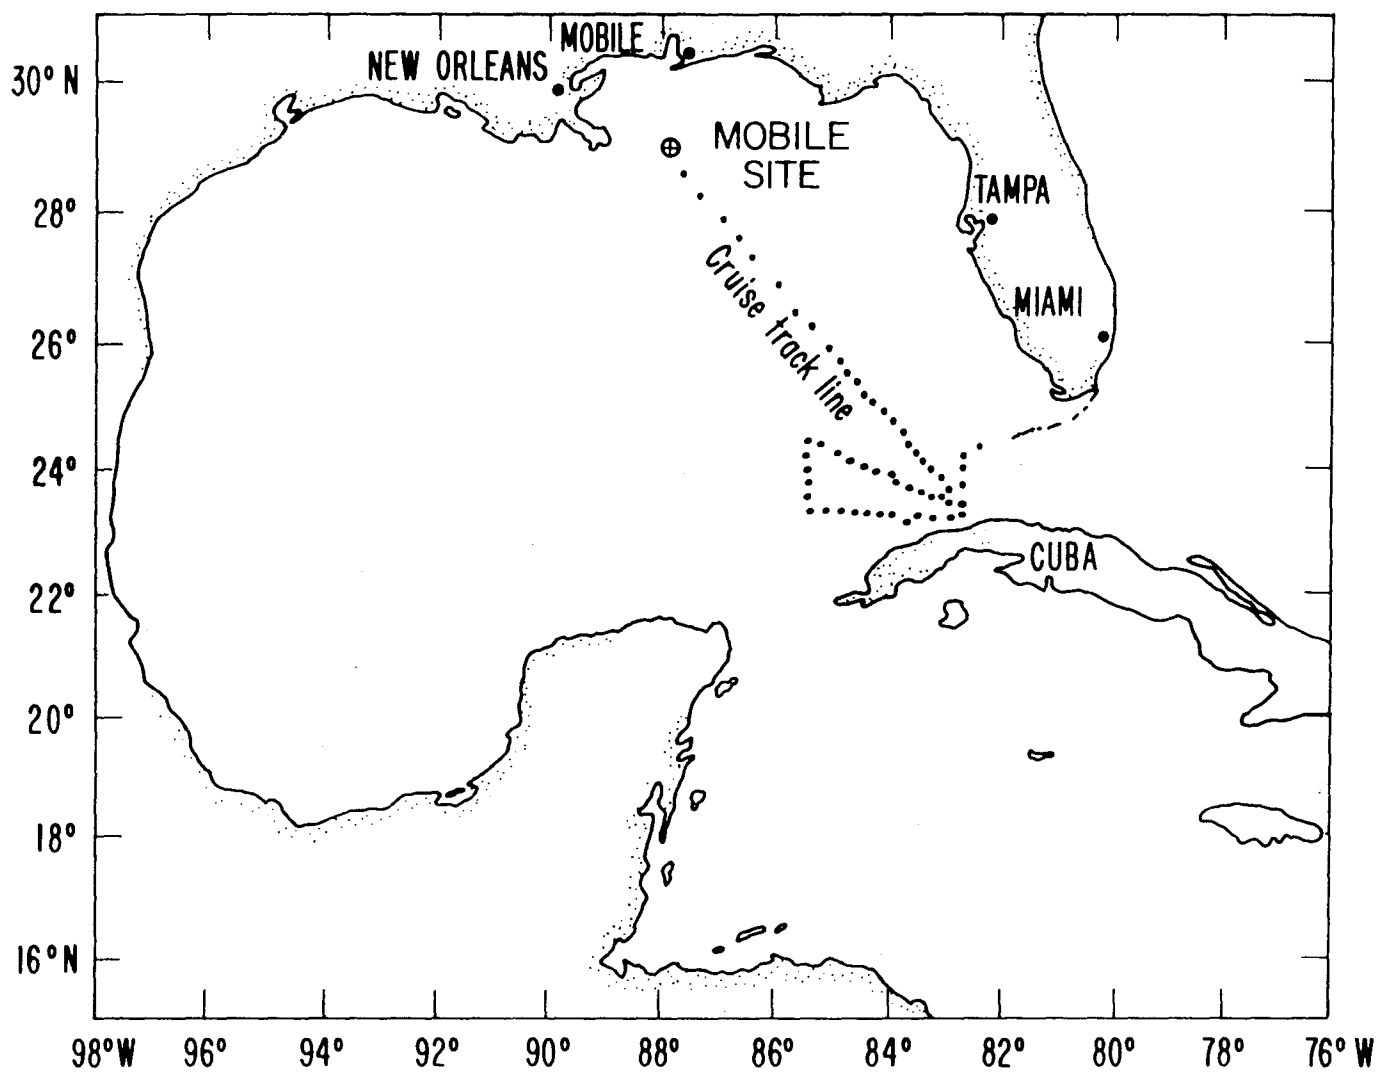 MOBILE
NEW ORLEANS
30° N
MOBILE
SITE
TAMPA
28°
Cruise track line
MIAMI
26°
24°
CUBA
22°
20°
18°
16° N
98° W 96° 94° 92° 90° 88° 86° 84° 82° 80° 78° 76° W